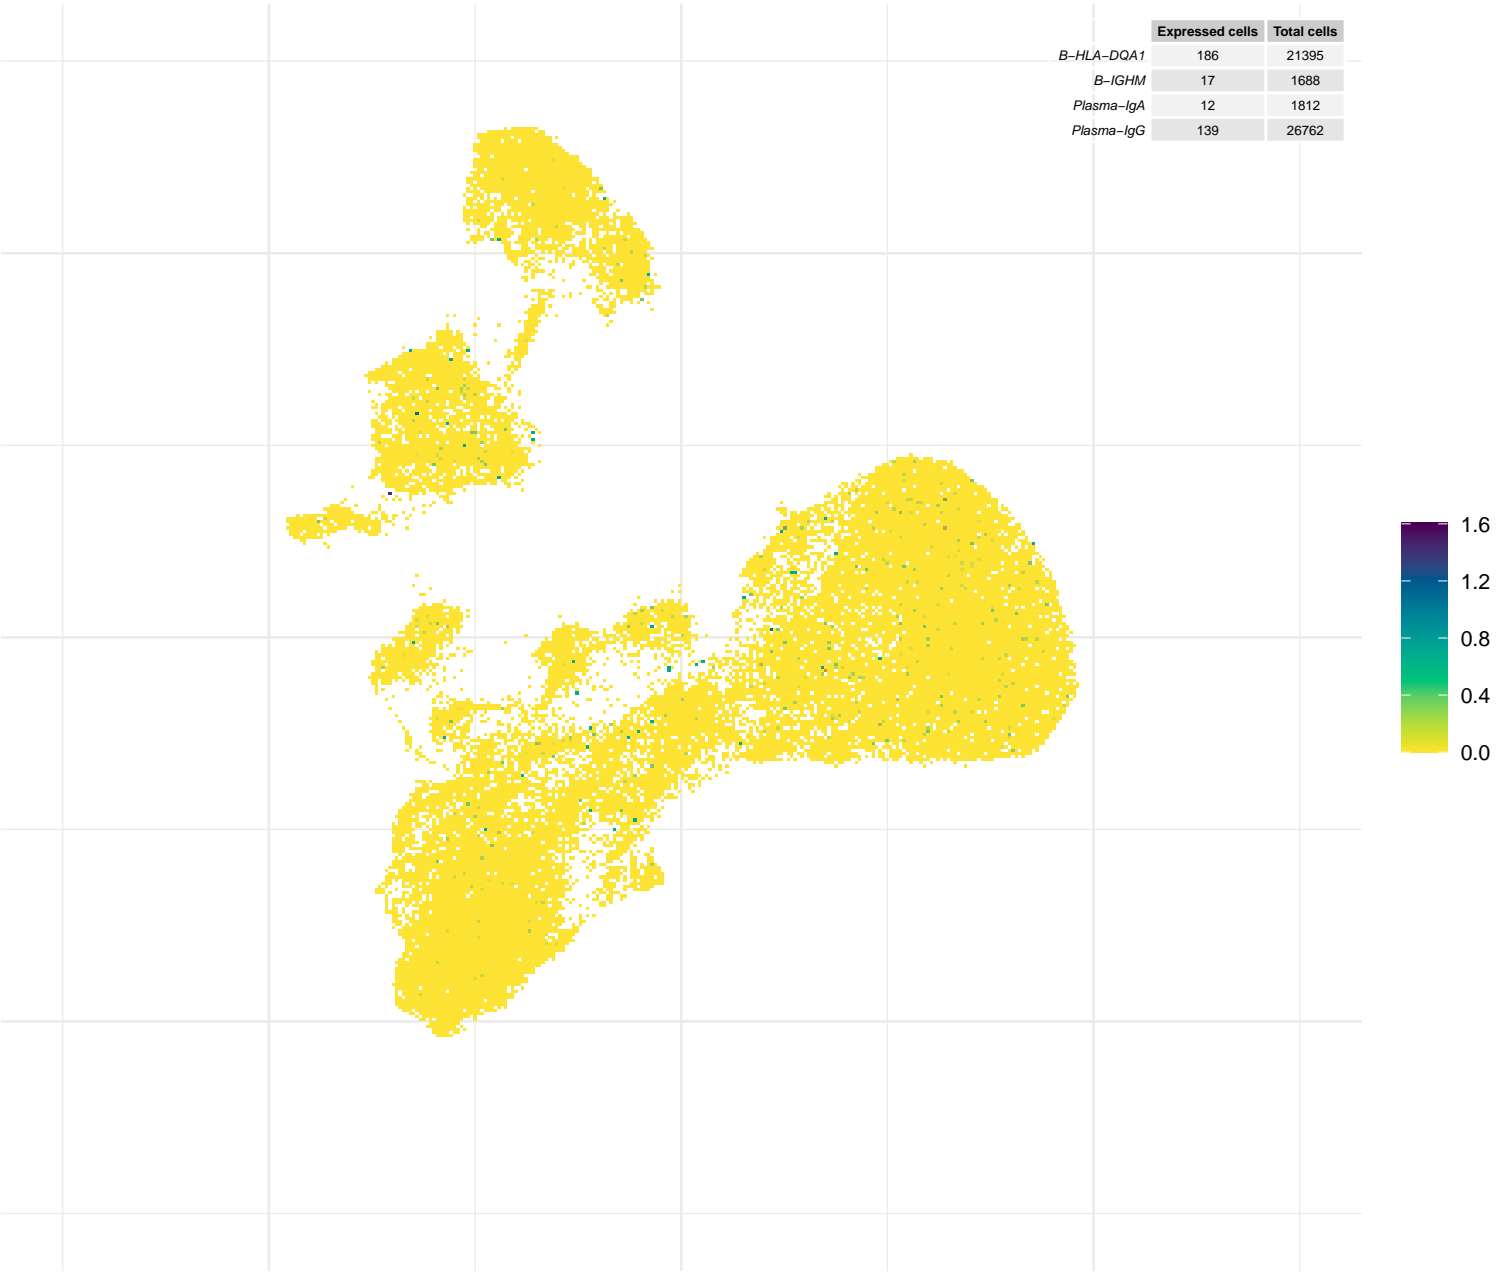 Expressed cells Total cells
B−HLA−DQA1 186 21395
B−IGHM 17 1688
Plasma−IgA 12 1812
Plasma−IgG 139 26762
1.6
1.2
0.8
0.4
0.0